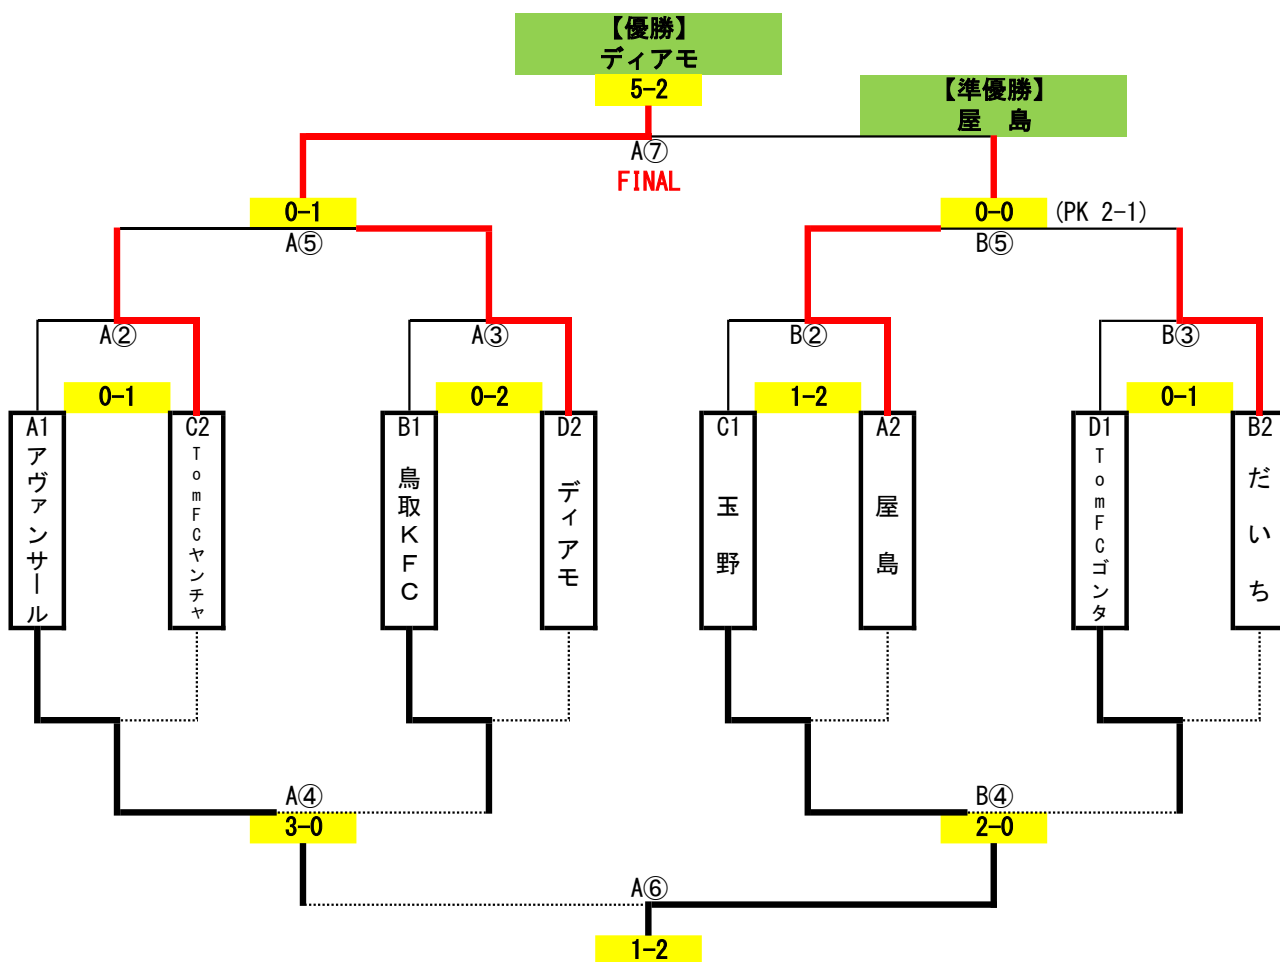 【優勝】
ディアモ
5-2
【準優勝】
屋　島
A⑦
FINAL
0-1
A⑤
0-0
(PK 2-1)
B⑤
A②
A③
B②
B③
0-1
0-2
1-2
0-1
A1
アヴァンサール
C2
TomFCヤンチャ
B1
鳥取KFC
D2
ディアモ
C1
玉野
A2
屋島
D1
TomFCゴンタ
B2
だいち
A④
3-0
B④
2-0
A⑥
1-2